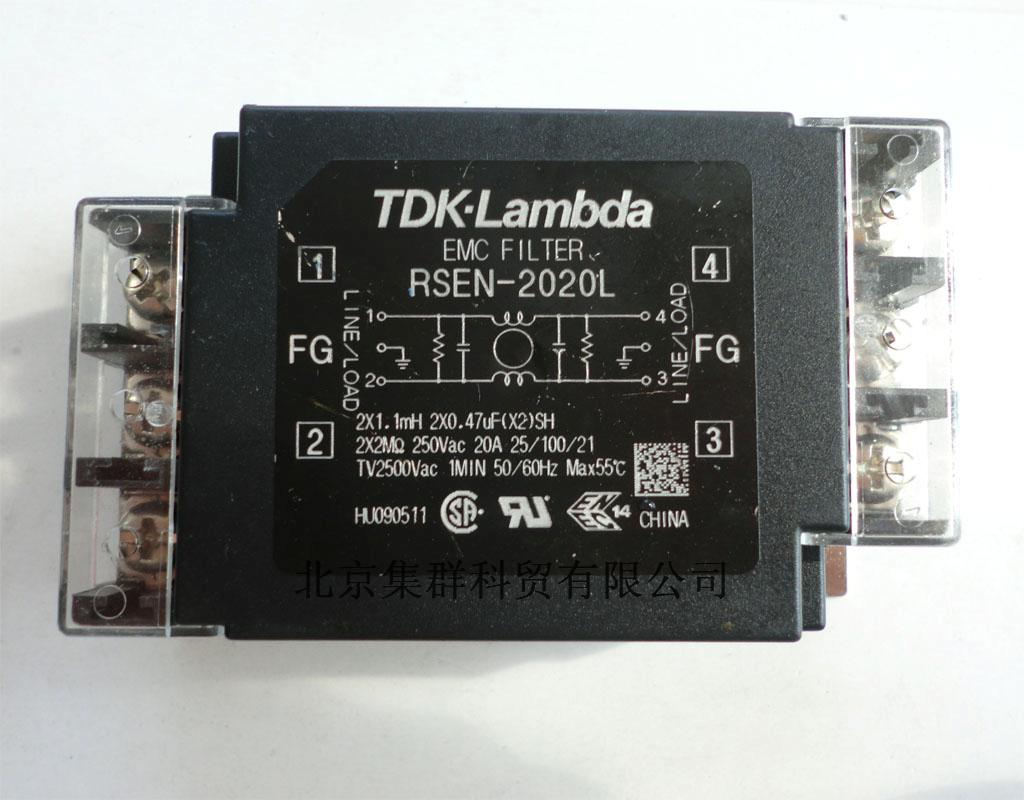 TDK·Lambda
EMC FILTER
RSEN-2020L
1
4
LINE/LOAD
1
4
LINE/LOAD
FG
FG
2
3
2
3
2X1.1mH 2X0.47uF(X2)SH
2X2MΩ 250Vac 20A 25/100/21
TV2500Vac 1MIN 50/60Hz Max55℃
HU090511
SA
RU
14
CHINA
北京集群科贸有限公司